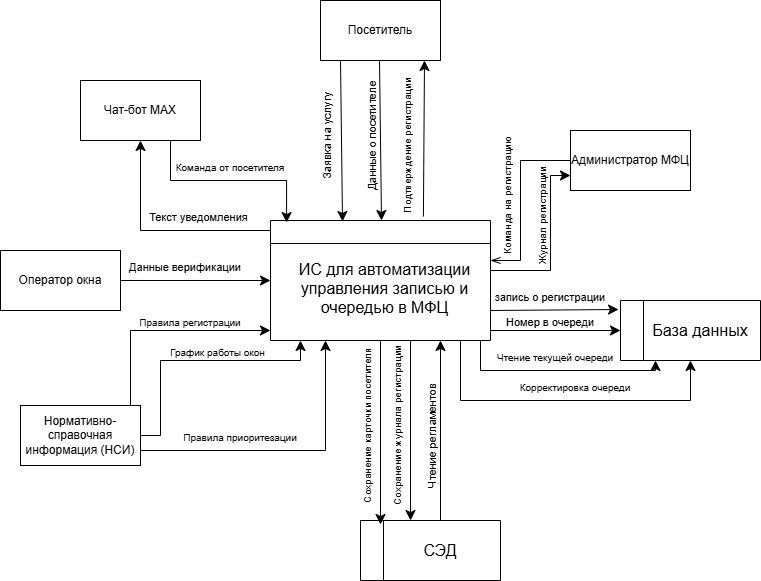 Посетитель
Чат-бот MAX
Заявка на услугу
Данные о посетителе
Подтверждение регистрации
Команда от посетителя
Текст уведомления
Команда на регистрацию
Журнал регистрации
Администратор МФЦ
Оператор окна
Данные верификации
ИС для автоматизации
управления записью и
очередью в МФЦ
запись о регистрации
Номер в очереди
База данных
Чтение текущей очереди
Корректировка очереди
Правила регистрации
График работы окон
Правила приоритезации
Нормативно-
справочная
информация (НСИ)
Сохранение карточки посетителя
Сохранение журнала регистрации
Чтение регламентов
СЭД